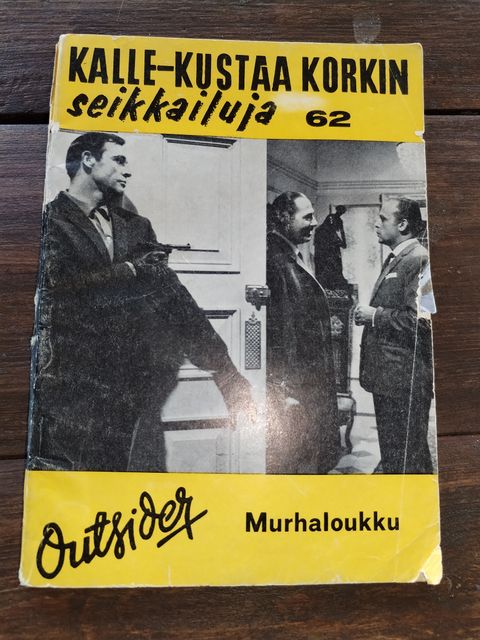 KALLE-KUSTAA KORKIN
seikkailuja 62
Outsider
Murhaloukku